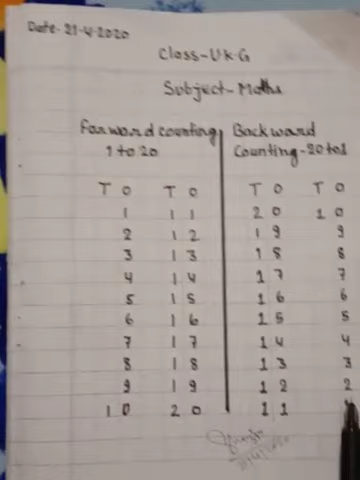 Date-21-4-2020
Class-U.K.G
Subject-Maths
Forward counting Backward
1 to 20 Counting-20to1
T O T O T O T O
1 1 1 2 0 1 0
2 1 2 1 9 9
3 1 3 1 8 8
4 1 4 1 7 7
5 1 5 1 6 6
6 1 6 1 5 5
7 1 7 1 4 4
8 1 8 1 3 3
9 1 9 1 2 2
1 0 2 0 1 1